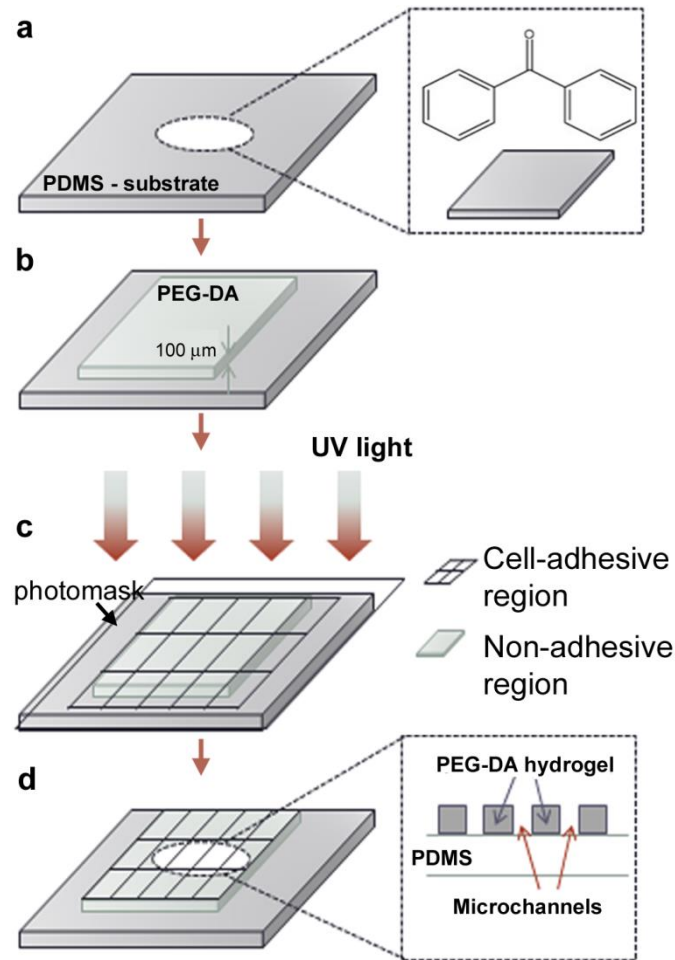 a
O
PDMS - substrate
b
PEG-DA
100 μm
UV light
c
photomask
Cell-adhesive
region
Non-adhesive
region
d
PEG-DA hydrogel
PDMS
Microchannels